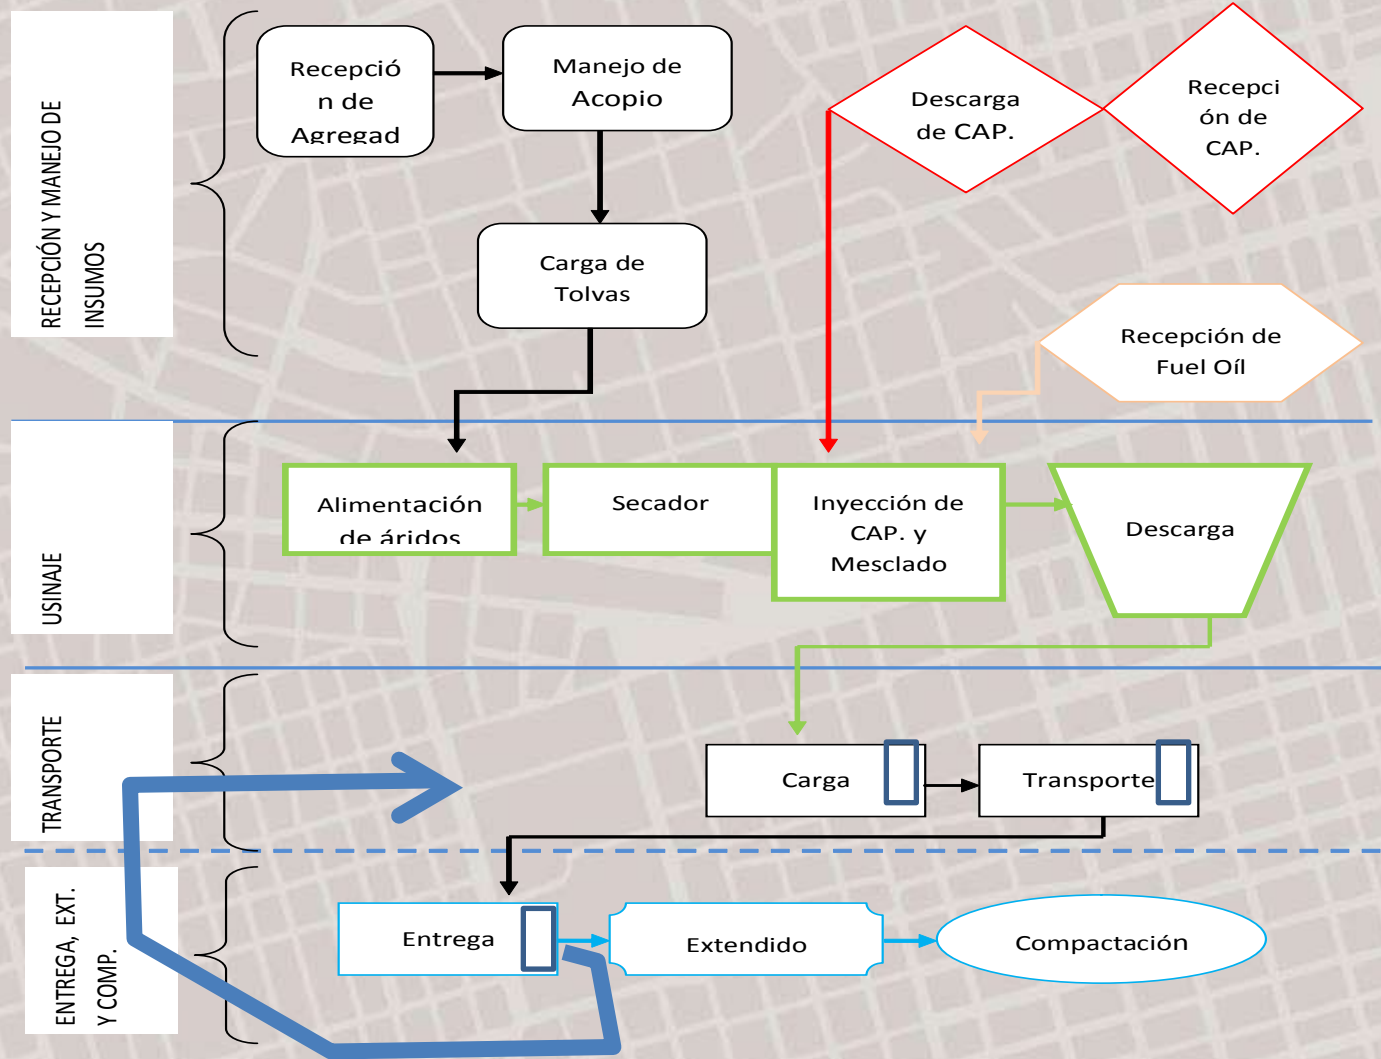 RECEPCIÓN Y MANEJO DE
INSUMOS
Recepció
n de
Agregad
Manejo de
Acopio
Descarga
de CAP.
Recepci
ón de
CAP.
Carga de
Tolvas
Recepción de
Fuel Oíl
USINAJE
Alimentación
de áridos
Secador
Inyección de
CAP. y
Mesclado
Descarga
TRANSPORTE
Carga
Transporte
ENTREGA, EXT.
Y COMP.
Entrega
Extendido
Compactación